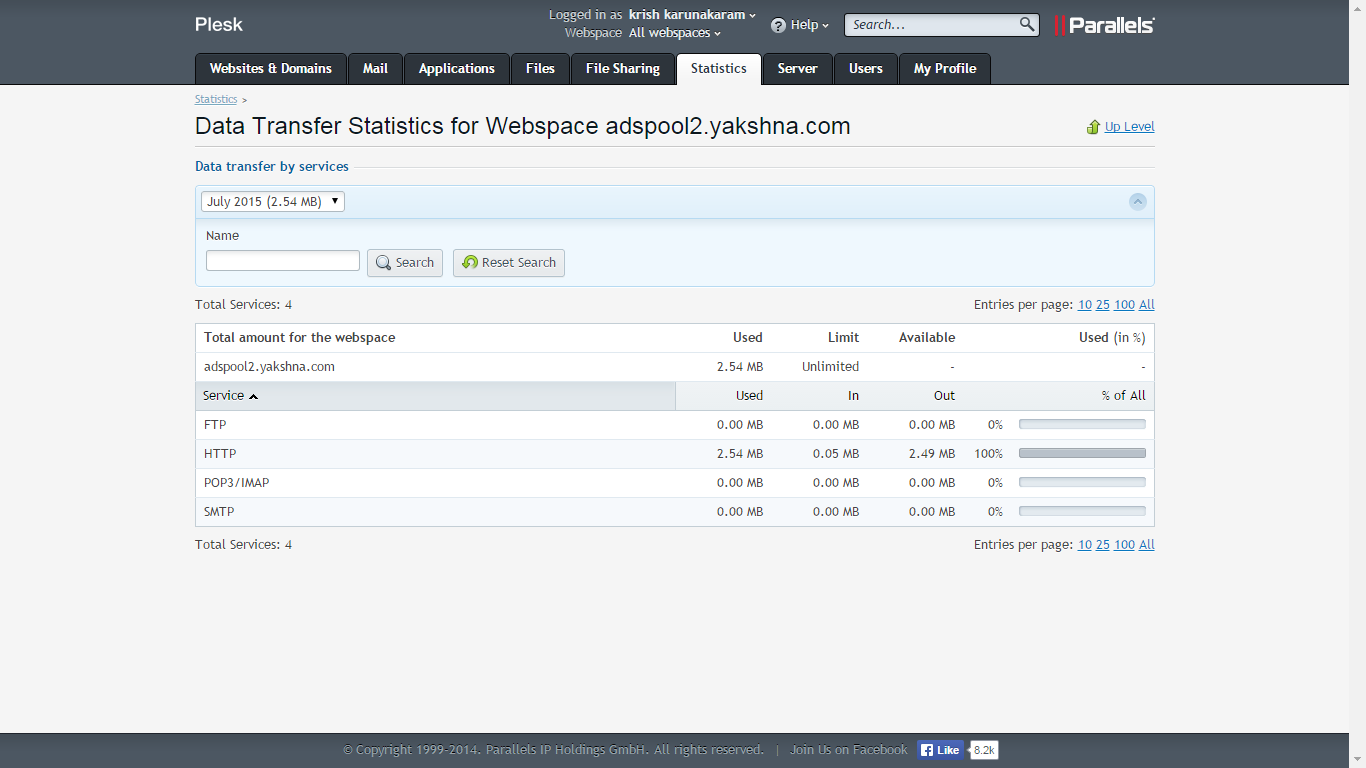 Plesk
Logged in as krish karunakaram
Webspace All webspaces
Help
Search...
Parallels
Websites & Domains Mail Applications Files File Sharing Statistics Server Users My Profile
Statistics >
Data Transfer Statistics for Webspace adspool2.yakshna.com
Up Level
Data transfer by services
July 2015 (2.54 MB)
Name
Search Reset Search
Total Services: 4 Entries per page: 10 25 100 All
Total amount for the webspace Used Limit Available Used (in %)
adspool2.yakshna.com 2.54 MB Unlimited - -
Service Used In Out % of All
FTP 0.00 MB 0.00 MB 0.00 MB 0%
HTTP 2.54 MB 0.05 MB 2.49 MB 100%
POP3/IMAP 0.00 MB 0.00 MB 0.00 MB 0%
SMTP 0.00 MB 0.00 MB 0.00 MB 0%
Total Services: 4 Entries per page: 10 25 100 All
© Copyright 1999-2014. Parallels IP Holdings GmbH. All rights reserved. | Join Us on Facebook Like 8.2k